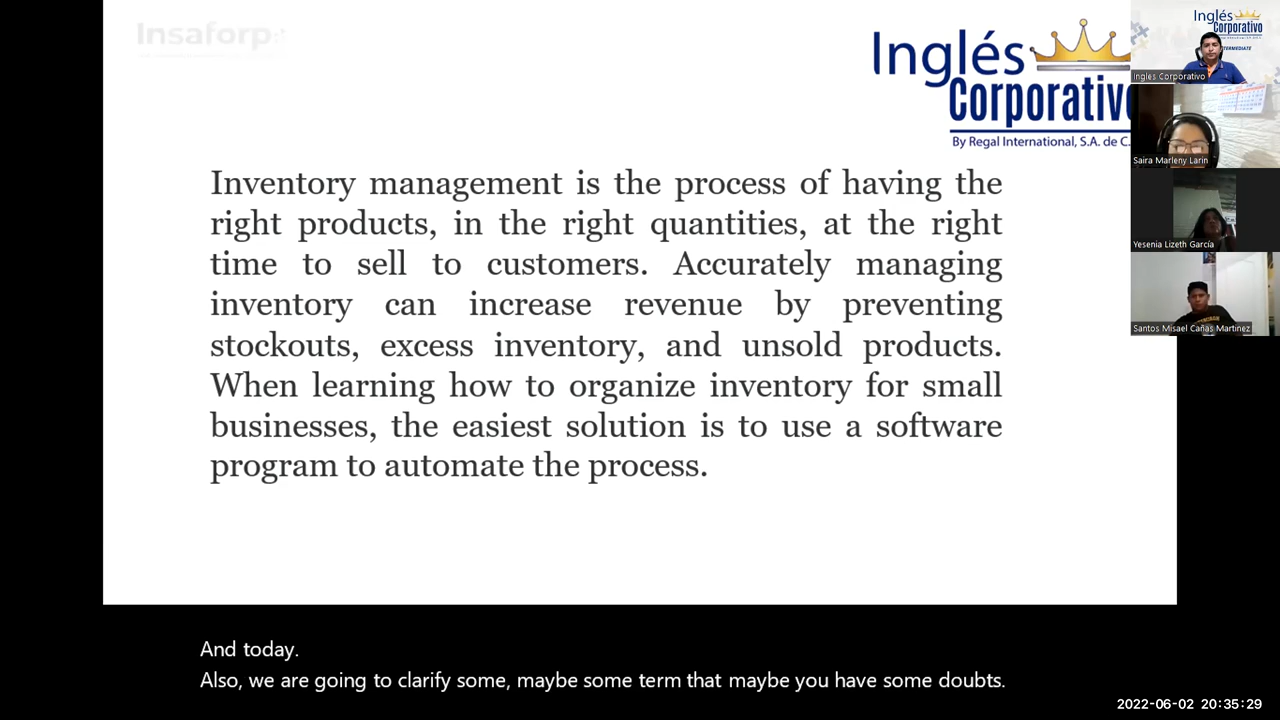 Insaforp
Inglés
Corporativo
By Regal International, S.A. de C.
Inventory management is the process of having the
right products, in the right quantities, at the right
time to sell to customers. Accurately managing
inventory can increase revenue by preventing
stockouts, excess inventory, and unsold products.
When learning how to organize inventory for small
businesses, the easiest solution is to use a software
program to automate the process.
Inglés
Corporativo
Ingles Corporativo
Saira Marleny Larin
Yesenia Lizeth García
Santos Misael Cañas Martinez
And today.
Also, we are going to clarify some, maybe some term that maybe you have some doubts.
2022-06-02 20:35:29